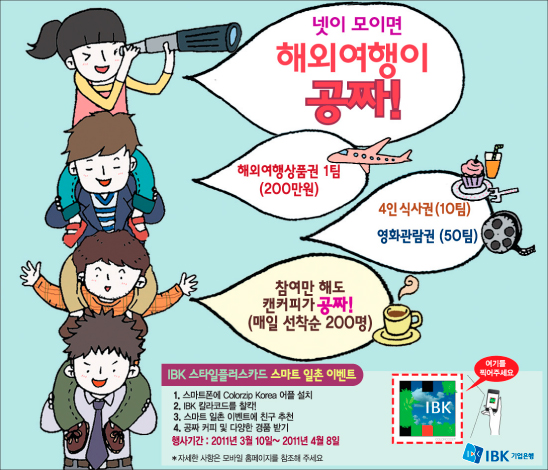 넷이 모이면
해외여행이
공짜!
해외여행상품권 1팀
(200만원)
4인 식사권(10팀)
영화관람권 (50팀)
참여만 해도
캔커피가 공짜!
(매일 선착순 200명)
IBK 스타일플러스카드 스마트 일촌 이벤트
1. 스마트폰에 Colorzip Korea 어플 설치
2. IBK 칼라코드를 찰칵!
3. 스마트 일촌 이벤트에 친구 추천
4. 공짜 커피 및 다양한 경품 받기
행사기간 : 2011년 3월 10일~ 2011년 4월 8일
*자세한 사항은 모바일 홈페이지를 참조해 주세요
여기를
찍어주세요
IBK
IBK 기업은행